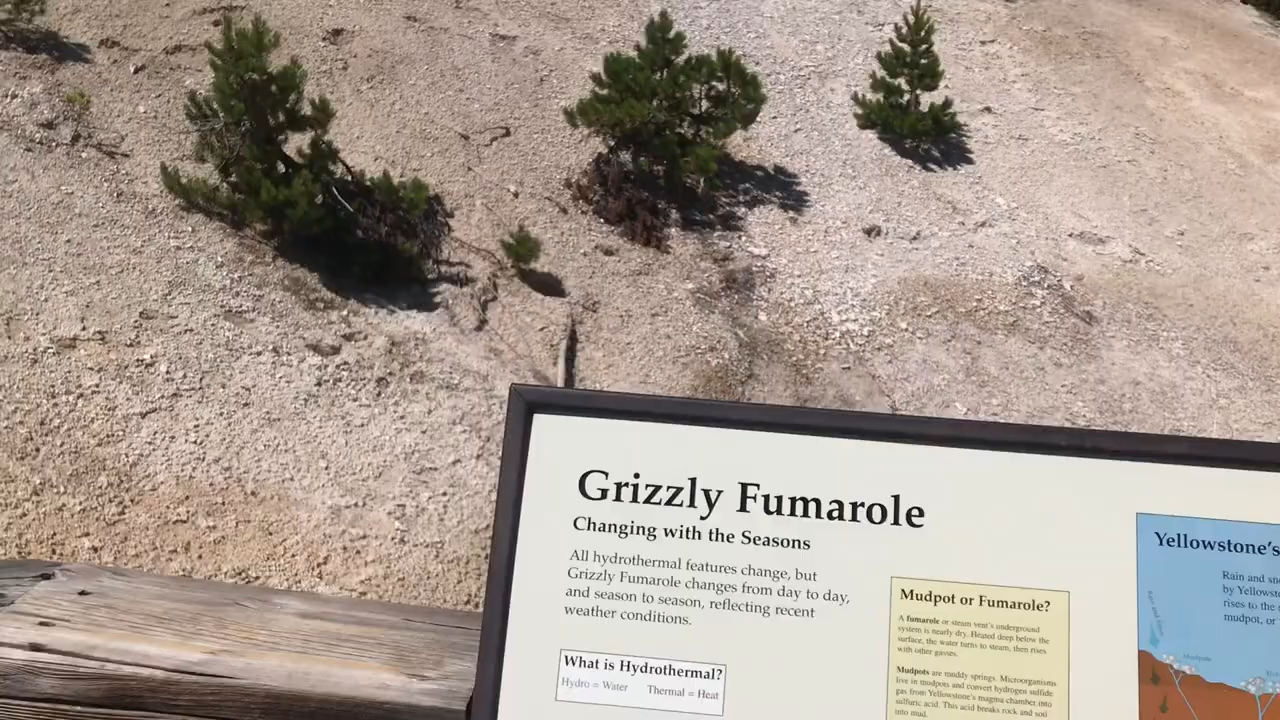 Grizzly Fumarole
Changing with the Seasons
All hydrothermal features change, but
Grizzly Fumarole changes from day to day,
and season to season, reflecting recent
weather conditions.
What is Hydrothermal?
Hydro = Water Thermal = Heat
Mudpot or Fumarole?
A fumarole or steam vent's underground
system is nearly dry. Heated deep below the
surface, the water turns to steam, then rises
with other gasses.
Mudpots are muddy springs. Microorganisms
live in mudpots and convert hydrogen sulfide
gas from Yellowstone's magma chamber into
sulfuric acid. This acid breaks rock and soil
into mud.
Yellowstone's
Rain and
by
rises to the
mudpot, or
Rain and
Mudpots